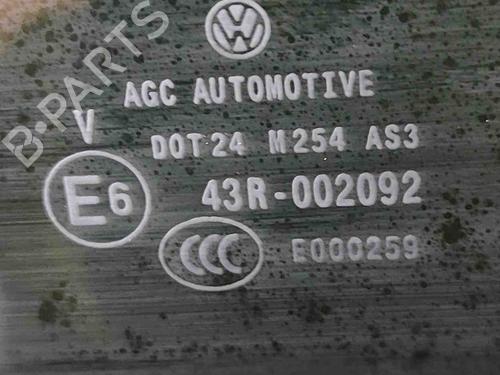 B-PARTS
AGC AUTOMOTIVE
V
DOT 24 M254 AS3
E6
43R-002092
CCC
E000259